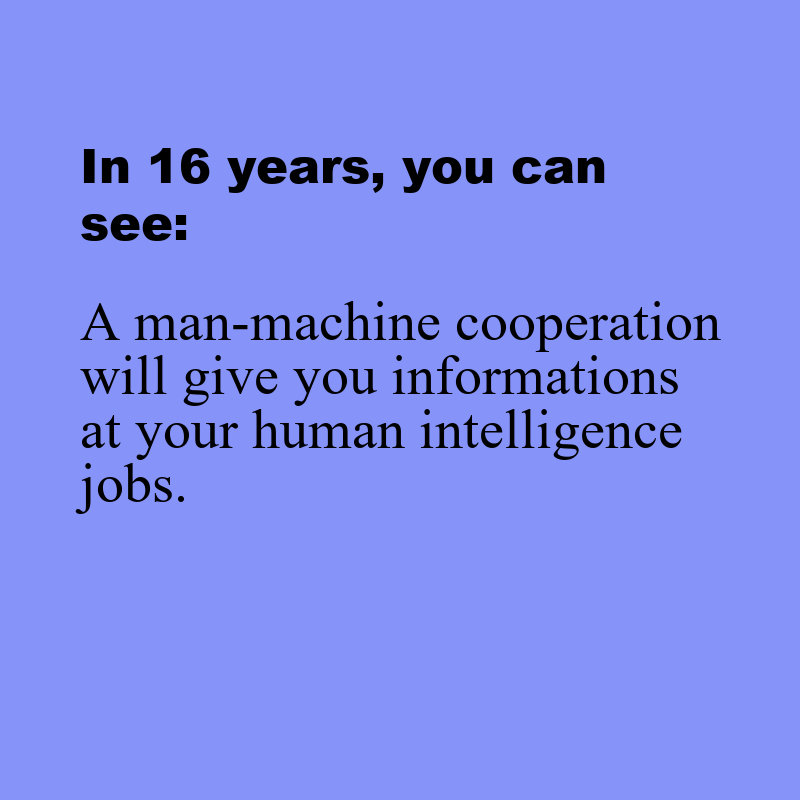 In 16 years, you can
see:
A man-machine cooperation
will give you informations
at your human intelligence
jobs.